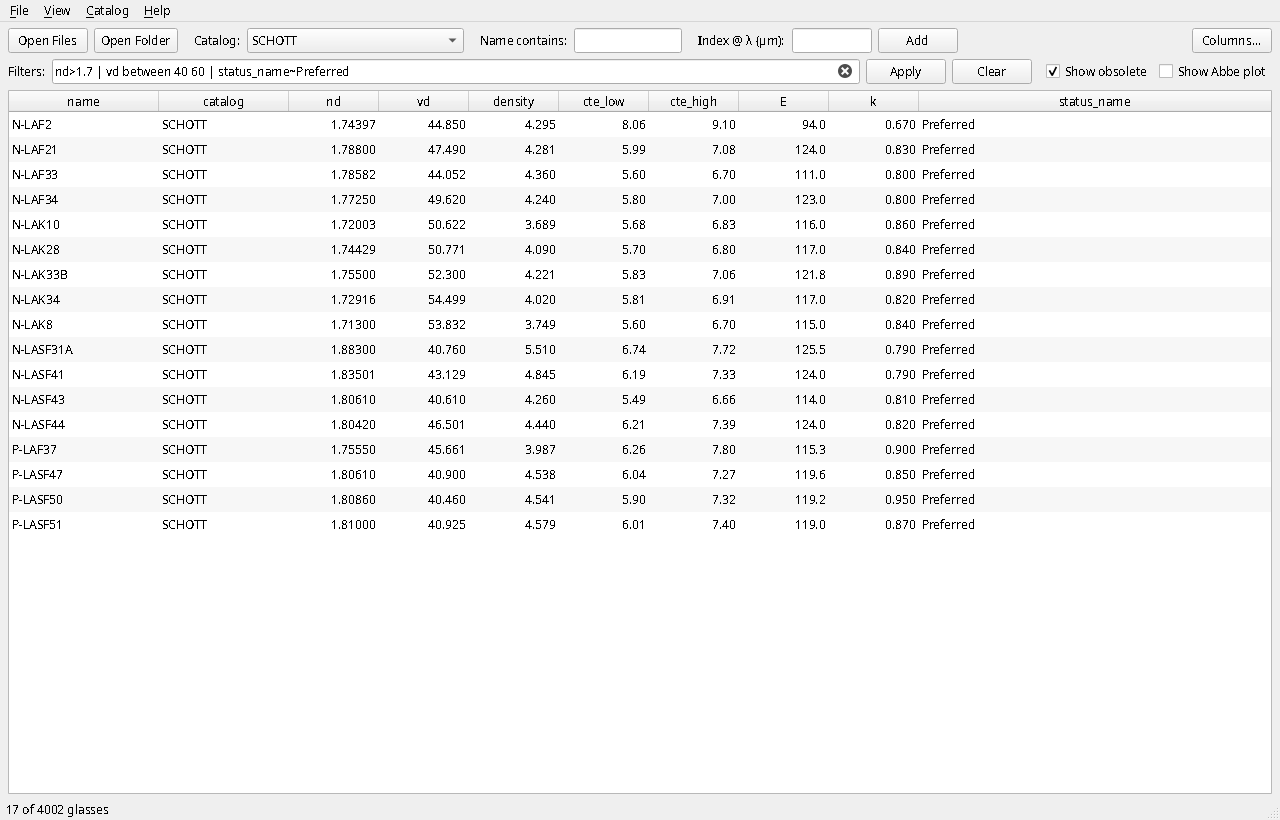 File View Catalog Help
Open Files Open Folder Catalog: SCHOTT Name contains: Index @ λ (µm): Add Columns...
Filters: nd>1.7 | vd between 40 60 | status_name~Preferred Apply Clear Show obsolete Show Abbe plot
name catalog nd vd density cte_low cte_high E k status_name
N-LAF2 SCHOTT 1.74397 44.850 4.295 8.06 9.10 94.0 0.670 Preferred
N-LAF21 SCHOTT 1.78800 47.490 4.281 5.99 7.08 124.0 0.830 Preferred
N-LAF33 SCHOTT 1.78582 44.052 4.360 5.60 6.70 111.0 0.800 Preferred
N-LAF34 SCHOTT 1.77250 49.620 4.240 5.80 7.00 123.0 0.800 Preferred
N-LAK10 SCHOTT 1.72003 50.622 3.689 5.68 6.83 116.0 0.860 Preferred
N-LAK28 SCHOTT 1.74429 50.771 4.090 5.70 6.80 117.0 0.840 Preferred
N-LAK33B SCHOTT 1.75500 52.300 4.221 5.83 7.06 121.8 0.890 Preferred
N-LAK34 SCHOTT 1.72916 54.499 4.020 5.81 6.91 117.0 0.820 Preferred
N-LAK8 SCHOTT 1.71300 53.832 3.749 5.60 6.70 115.0 0.840 Preferred
N-LASF31A SCHOTT 1.88300 40.760 5.510 6.74 7.72 125.5 0.790 Preferred
N-LASF41 SCHOTT 1.83501 43.129 4.845 6.19 7.33 124.0 0.790 Preferred
N-LASF43 SCHOTT 1.80610 40.610 4.260 5.49 6.66 114.0 0.810 Preferred
N-LASF44 SCHOTT 1.80420 46.501 4.440 6.21 7.39 124.0 0.820 Preferred
P-LAF37 SCHOTT 1.75550 45.661 3.987 6.26 7.80 115.3 0.900 Preferred
P-LASF47 SCHOTT 1.80610 40.900 4.538 6.04 7.27 119.6 0.850 Preferred
P-LASF50 SCHOTT 1.80860 40.460 4.541 5.90 7.32 119.2 0.950 Preferred
P-LASF51 SCHOTT 1.81000 40.925 4.579 6.01 7.40 119.0 0.870 Preferred
17 of 4002 glasses